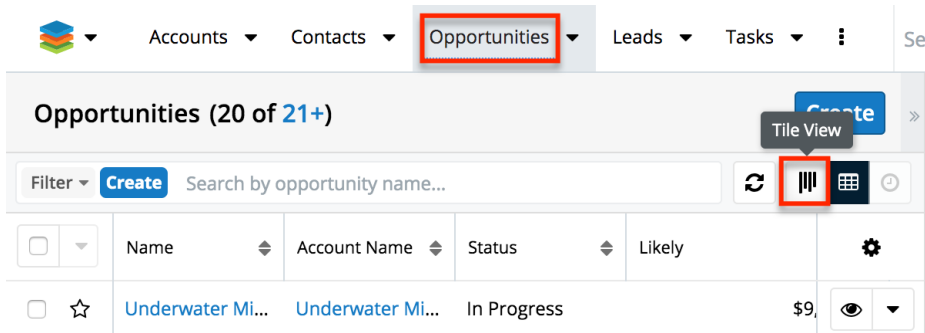 Accounts Contacts Opportunities Leads Tasks Se
Opportunities (20 of 21+) Create
Tile View
Filter Create Search by opportunity name...
Name Account Name Status Likely
Underwater Mi... Underwater Mi... In Progress $9,